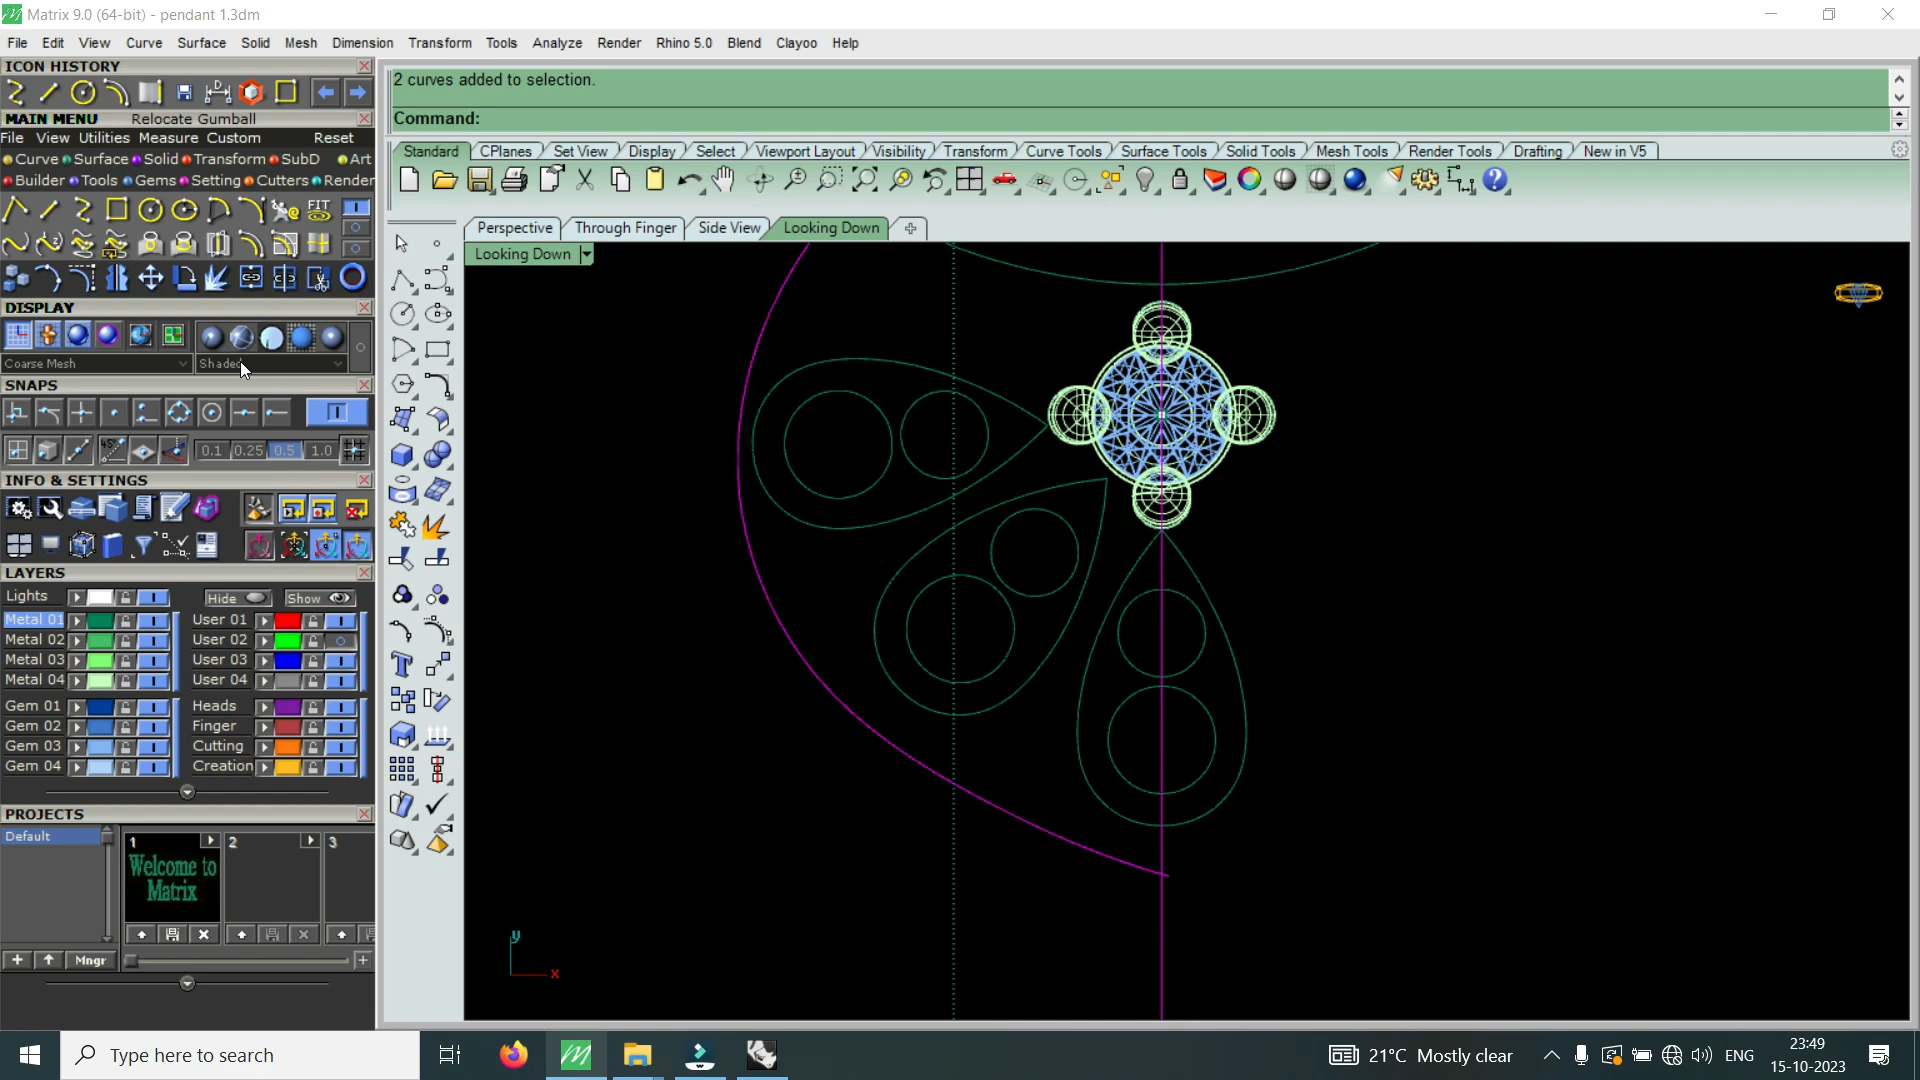 Matrix 9.0 (64-bit) - pendant 1.3dm
File Edit View Curve Surface Solid Mesh Dimension Transform Tools Analyze Render Rhino 5.0 Blend Clayoo Help
ICON HISTORY
2 curves added to selection.
Command:
MAIN MENU Relocate Gumball
File View Utilities Measure Custom Reset
Curve Surface Solid Transform SubD Art
Builder Tools Gems Setting Cutters Render
Standard CPlanes Set View Display Select Viewport Layout Visibility Transform Curve Tools Surface Tools Solid Tools Mesh Tools Render Tools Drafting New in V5
FIT
Perspective Through Finger Side View Looking Down
Looking Down
DISPLAY
Coarse Mesh Shaded
SNAPS
0.1 0.25 0.5 1.0
INFO & SETTINGS
LAYERS
Lights Hide Show
Metal 01 User 01
Metal 02 User 02
Metal 03 User 03
Metal 04 User 04
Gem 01 Heads
Gem 02 Finger
Gem 03 Cutting
Gem 04 Creation
PROJECTS
Default
1 2 3
Welcome to
Matrix
Mngr
y
x
Type here to search
21°C Mostly clear
ENG
23:49
15-10-2023